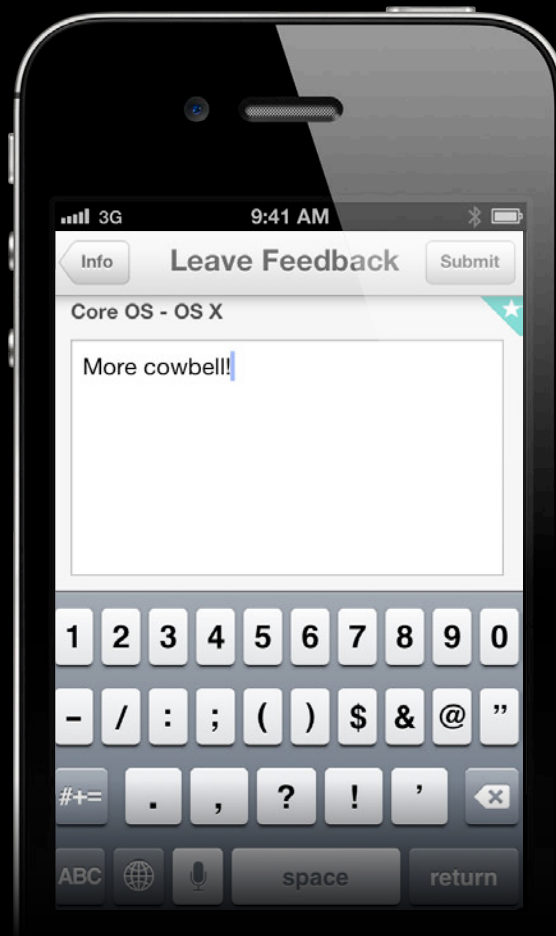 3G 9:41 AM
Info Leave Feedback Submit
Core OS - OS X
More cowbell!
1 2 3 4 5 6 7 8 9 0
- / : ; ( ) $ & @ ”
#+= . , ? ! ’
ABC space return